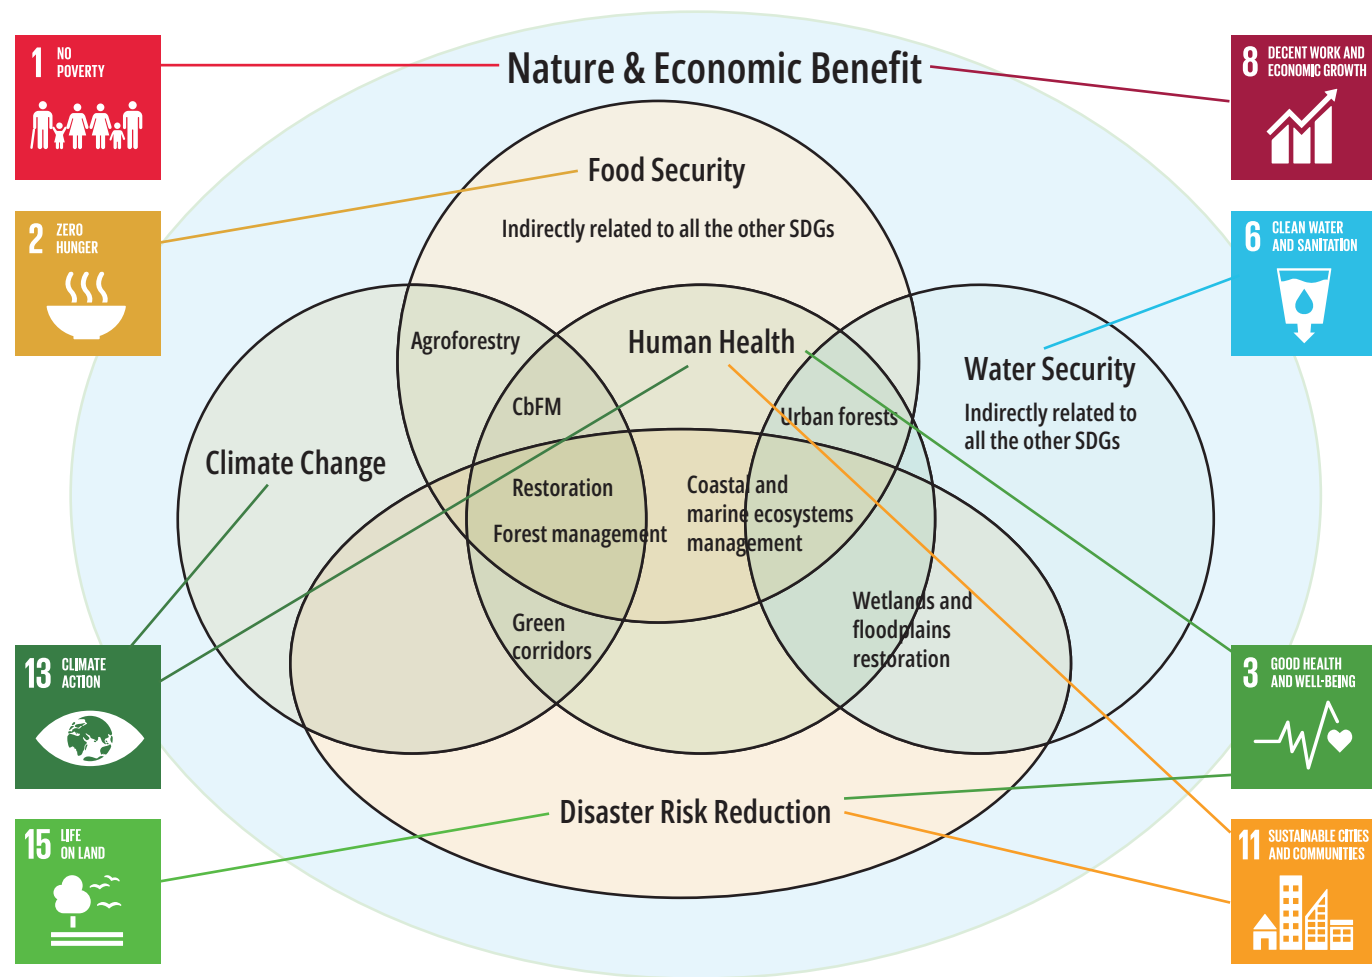 1 NO
POVERTY
Nature & Economic Benefit
8 DECENT WORK AND
ECONOMIC GROWTH
Food Security
Indirectly related to all the other SDGs
2 ZERO
HUNGER
6 CLEAN WATER
AND SANITATION
Agroforestry
Human Health
Water Security
Indirectly related to
all the other SDGs
CbFM
Urban forests
Climate Change
Restoration
Forest management
Coastal and
marine ecosystems
management
Green
corridors
Wetlands and
floodplains
restoration
13 CLIMATE
ACTION
3 GOOD HEALTH
AND WELL-BEING
Disaster Risk Reduction
15 LIFE
ON LAND
11 SUSTAINABLE CITIES
AND COMMUNITIES